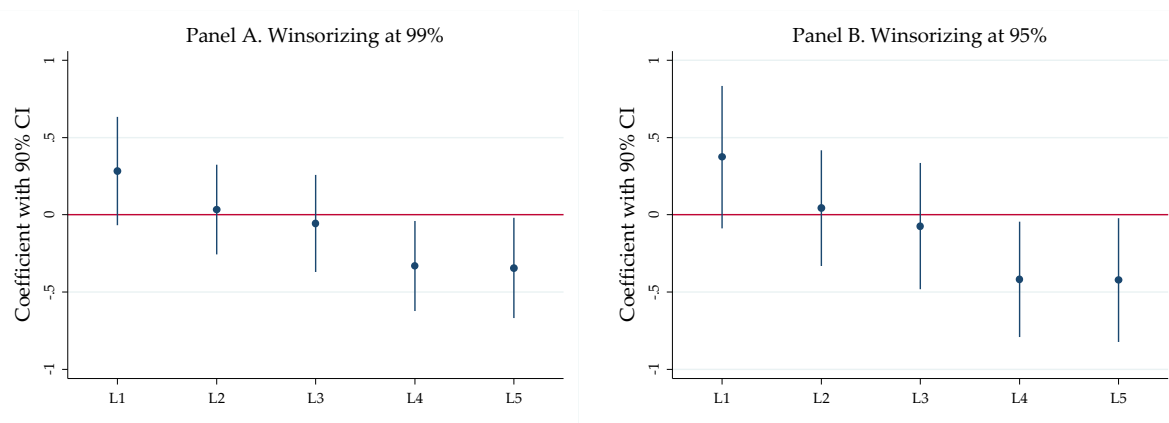 Panel A. Winsorizing at 99%
Coefficient with 90% CI
1
.5
0
-.5
-1
L1 L2 L3 L4 L5
Panel B. Winsorizing at 95%
Coefficient with 90% CI
1
.5
0
-.5
-1
L1 L2 L3 L4 L5